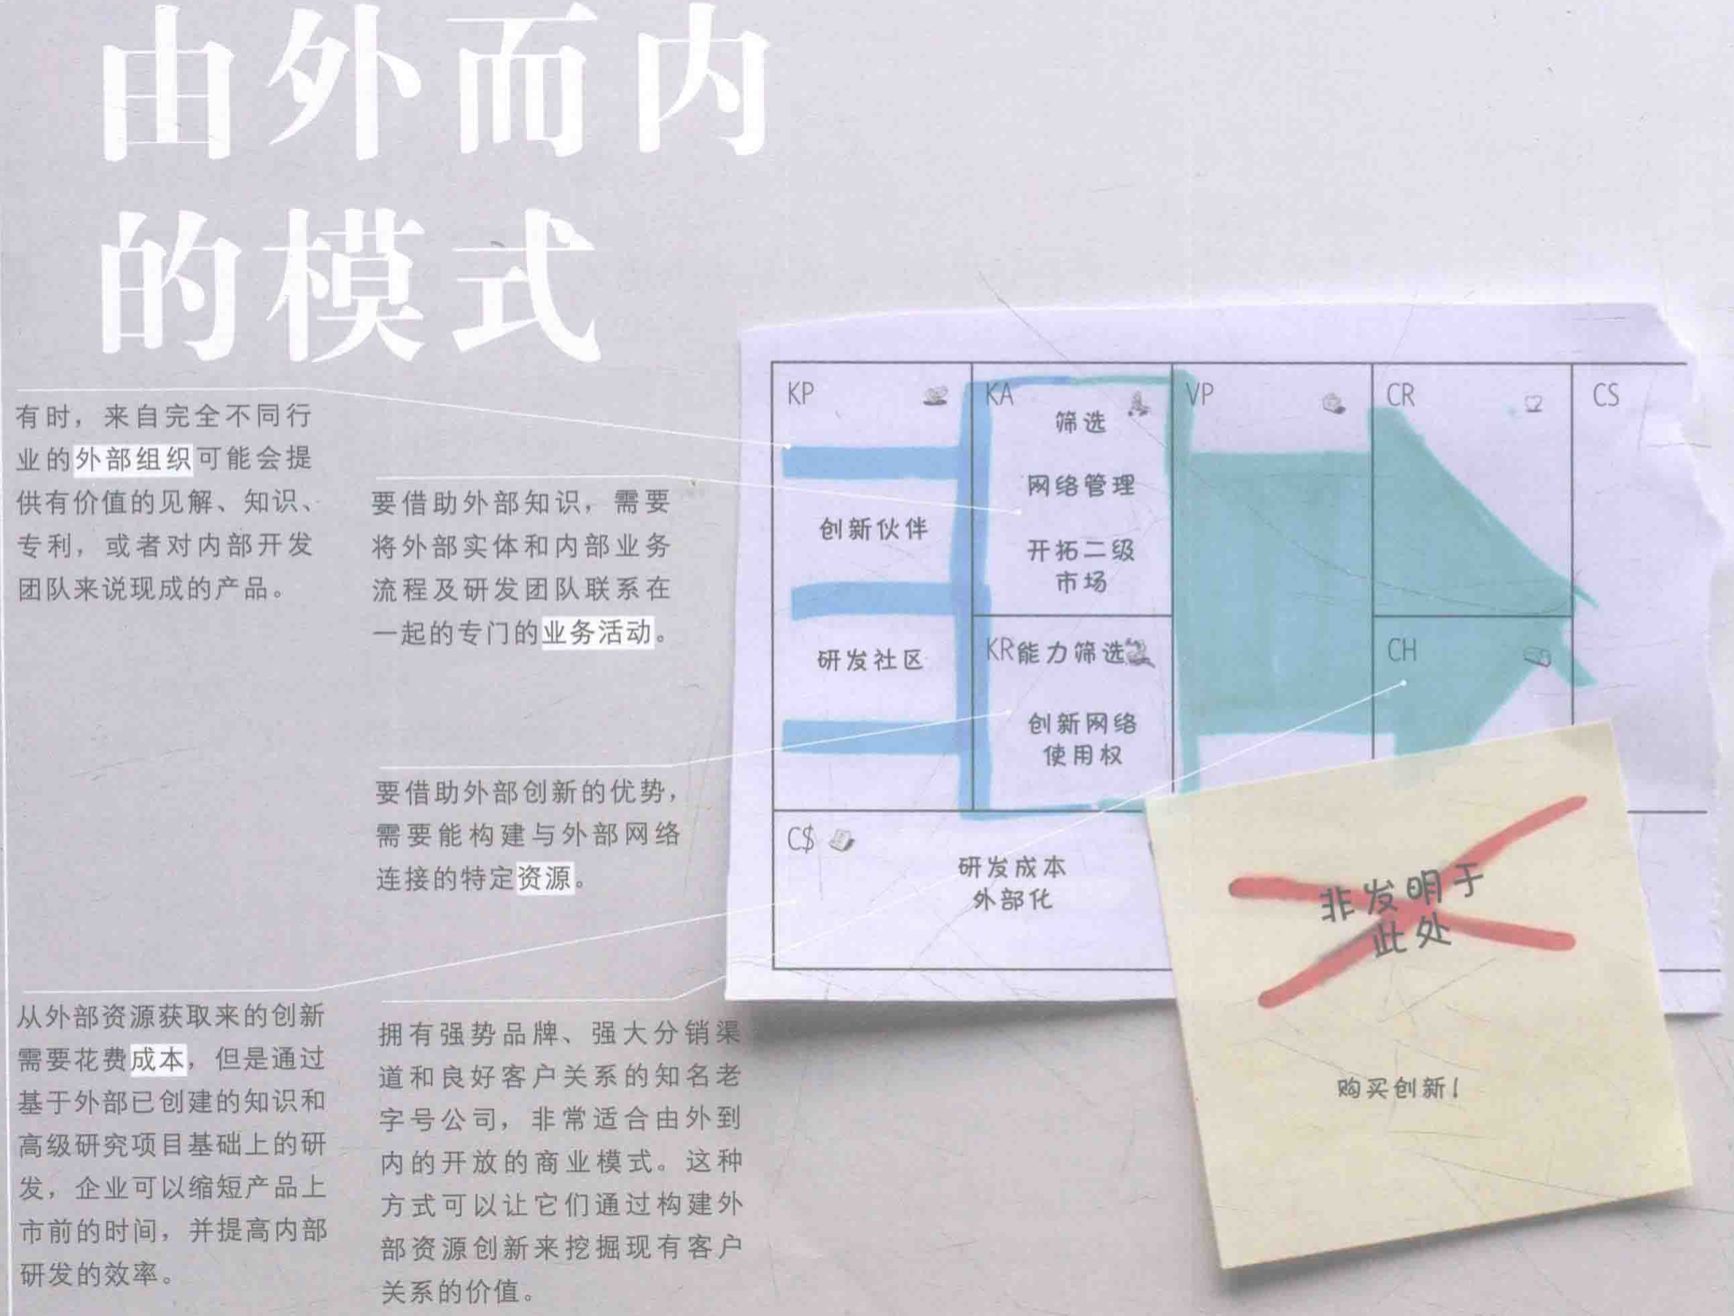 由外而内
的模式
有时，来自完全不同行
业的外部组织可能会提
供有价值的见解、知识、
专利，或者对内部开发
团队来说现成的产品。
要借助外部知识，需要
将外部实体和内部业务
流程及研发团队联系在
一起的专门的业务活动。
要借助外部创新的优势，
需要能构建与外部网络
连接的特定资源。
从外部资源获取来的创新
需要花费成本，但是通过
基于外部已创建的知识和
高级研究项目基础上的研
发，企业可以缩短产品上
市前的时间，并提高内部
研发的效率。
拥有强势品牌、强大分销渠
道和良好客户关系的知名老
字号公司，非常适合由外到
内的开放的商业模式。这种
方式可以让它们通过构建外
部资源创新来挖掘现有客户
关系的价值。
KP
创新伙伴
研发社区
KA
筛选
网络管理
开拓二级
市场
KR能力筛选
创新网络
使用权
VP
CR
CH
CS
C$
研发成本
外部化
非发明于
此处
购买创新！